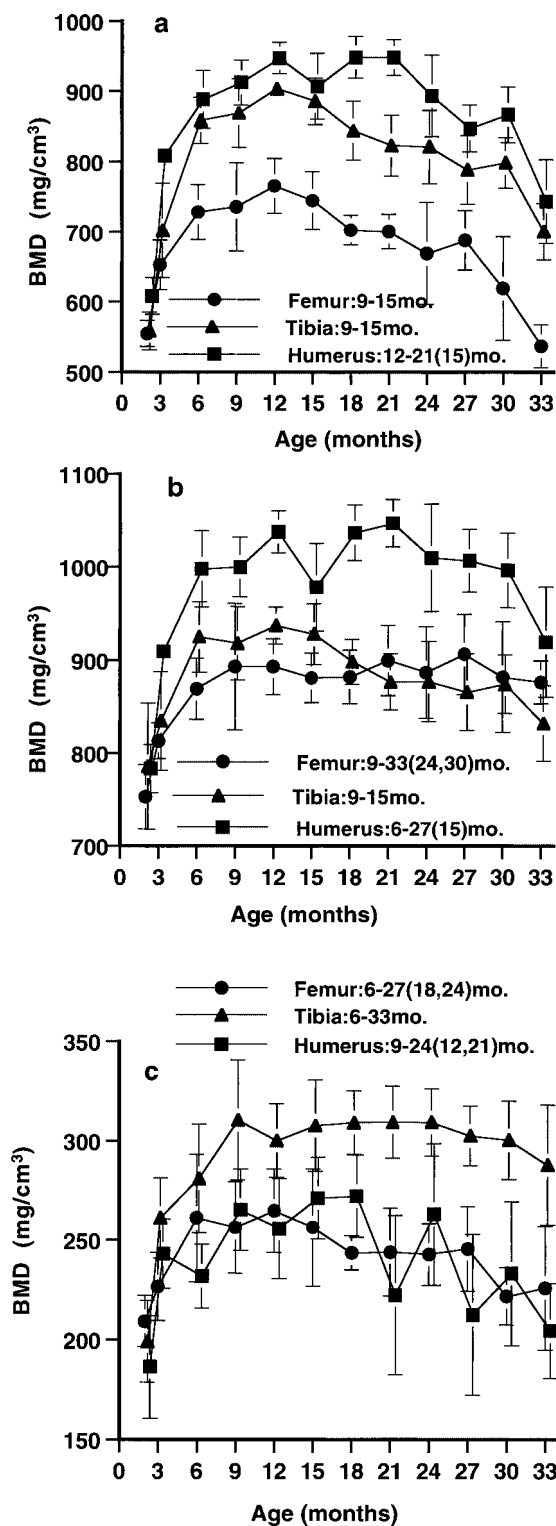 a
1000
900
800
700
600
500
BMD (mg/cm³)
Femur:9-15mo.
Tibia:9-15mo.
Humerus:12-21(15)mo.
0 3 6 9 12 15 18 21 24 27 30 33
Age (months)
b
1100
1000
900
800
700
BMD (mg/cm³)
Femur:9-33(24,30)mo.
Tibia:9-15mo.
Humerus:6-27(15)mo.
0 3 6 9 12 15 18 21 24 27 30 33
Age (months)
Femur:6-27(18,24)mo.
Tibia:6-33mo.
Humerus:9-24(12,21)mo.
c
350
300
250
200
150
BMD (mg/cm³)
0 3 6 9 12 15 18 21 24 27 30 33
Age (months)